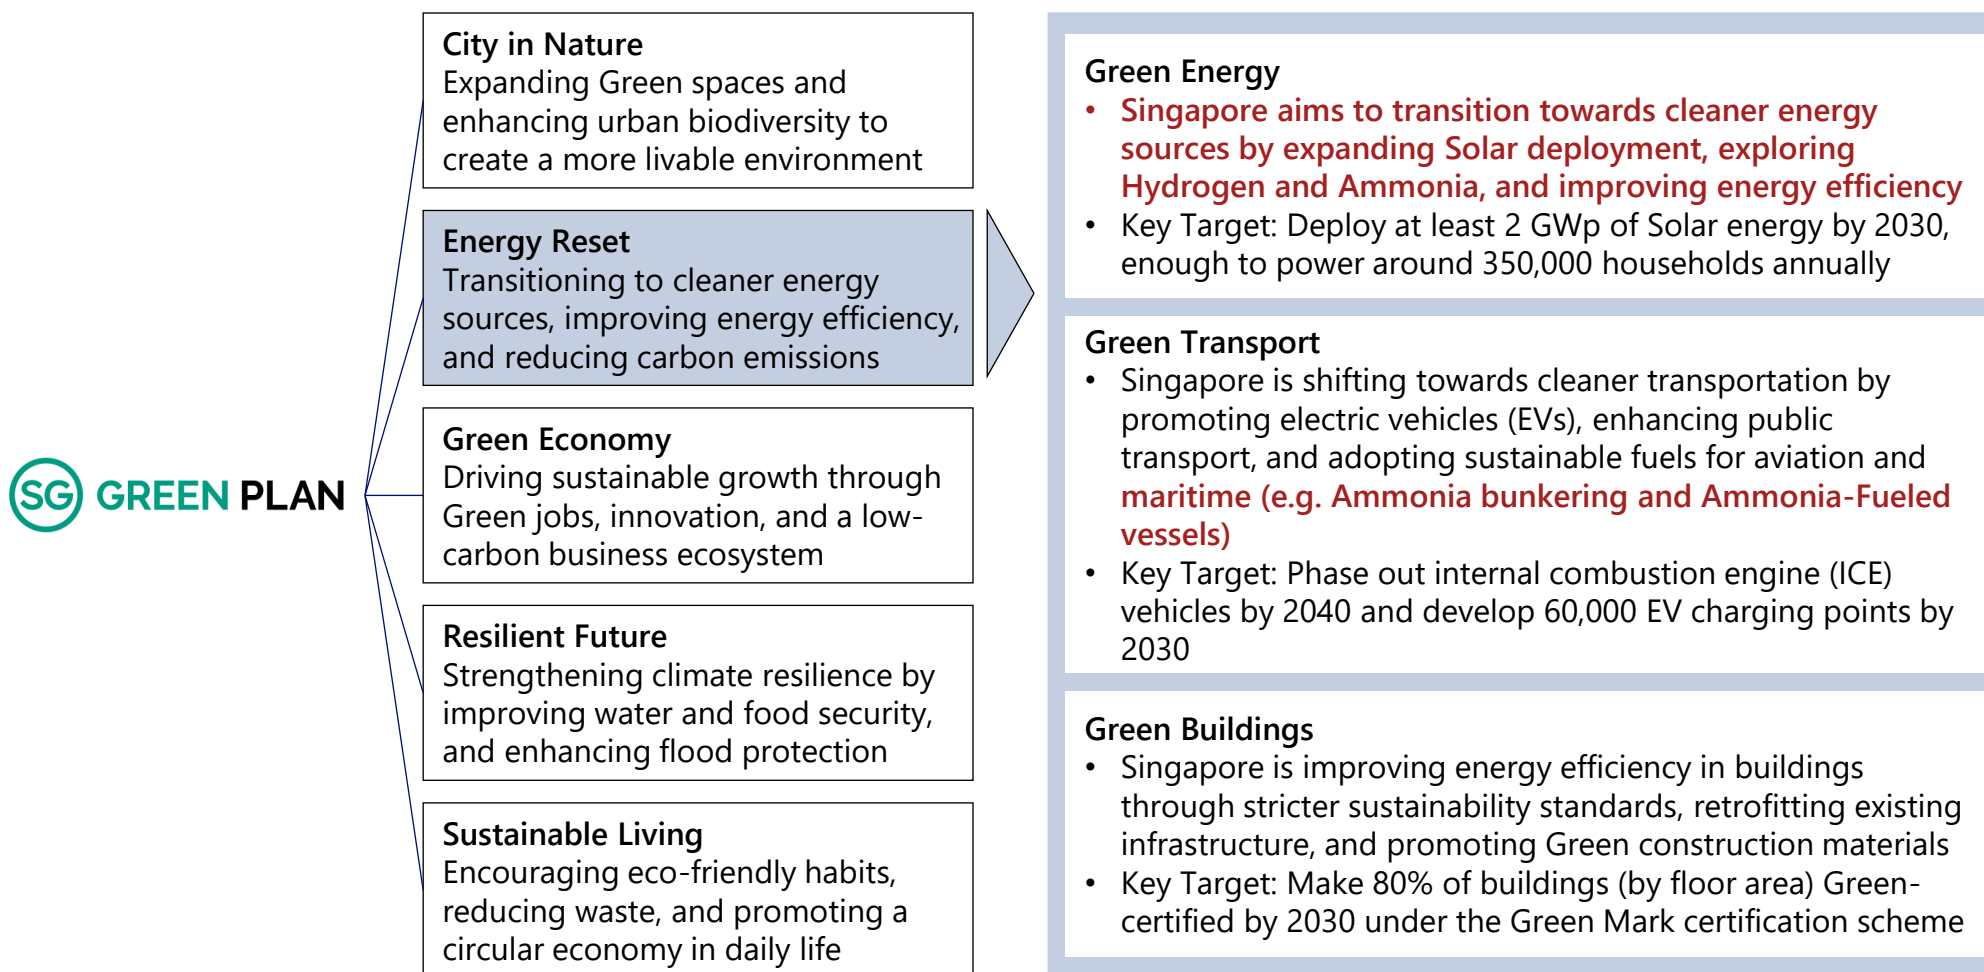 SG GREEN PLAN
City in Nature
Expanding Green spaces and
enhancing urban biodiversity to
create a more livable environment
Energy Reset
Transitioning to cleaner energy
sources, improving energy efficiency,
and reducing carbon emissions
Green Economy
Driving sustainable growth through
Green jobs, innovation, and a low-
carbon business ecosystem
Resilient Future
Strengthening climate resilience by
improving water and food security,
and enhancing flood protection
Sustainable Living
Encouraging eco-friendly habits,
reducing waste, and promoting a
circular economy in daily life
Green Energy
• Singapore aims to transition towards cleaner energy
sources by expanding Solar deployment, exploring
Hydrogen and Ammonia, and improving energy efficiency
• Key Target: Deploy at least 2 GWp of Solar energy by 2030,
enough to power around 350,000 households annually
Green Transport
• Singapore is shifting towards cleaner transportation by
promoting electric vehicles (EVs), enhancing public
transport, and adopting sustainable fuels for aviation and
maritime (e.g. Ammonia bunkering and Ammonia-Fueled
vessels)
• Key Target: Phase out internal combustion engine (ICE)
vehicles by 2040 and develop 60,000 EV charging points by
2030
Green Buildings
• Singapore is improving energy efficiency in buildings
through stricter sustainability standards, retrofitting existing
infrastructure, and promoting Green construction materials
• Key Target: Make 80% of buildings (by floor area) Green-
certified by 2030 under the Green Mark certification scheme